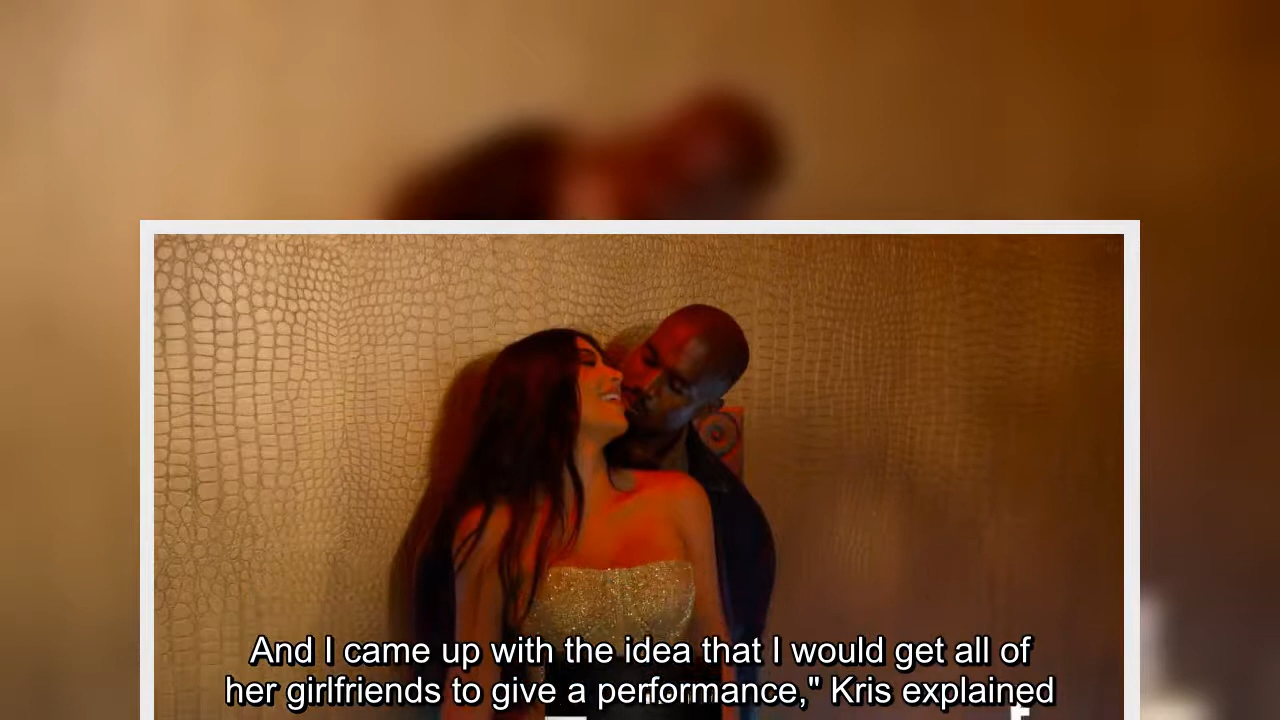 And I came up with the idea that I would get all of
her girlfriends to give a performance," Kris explained